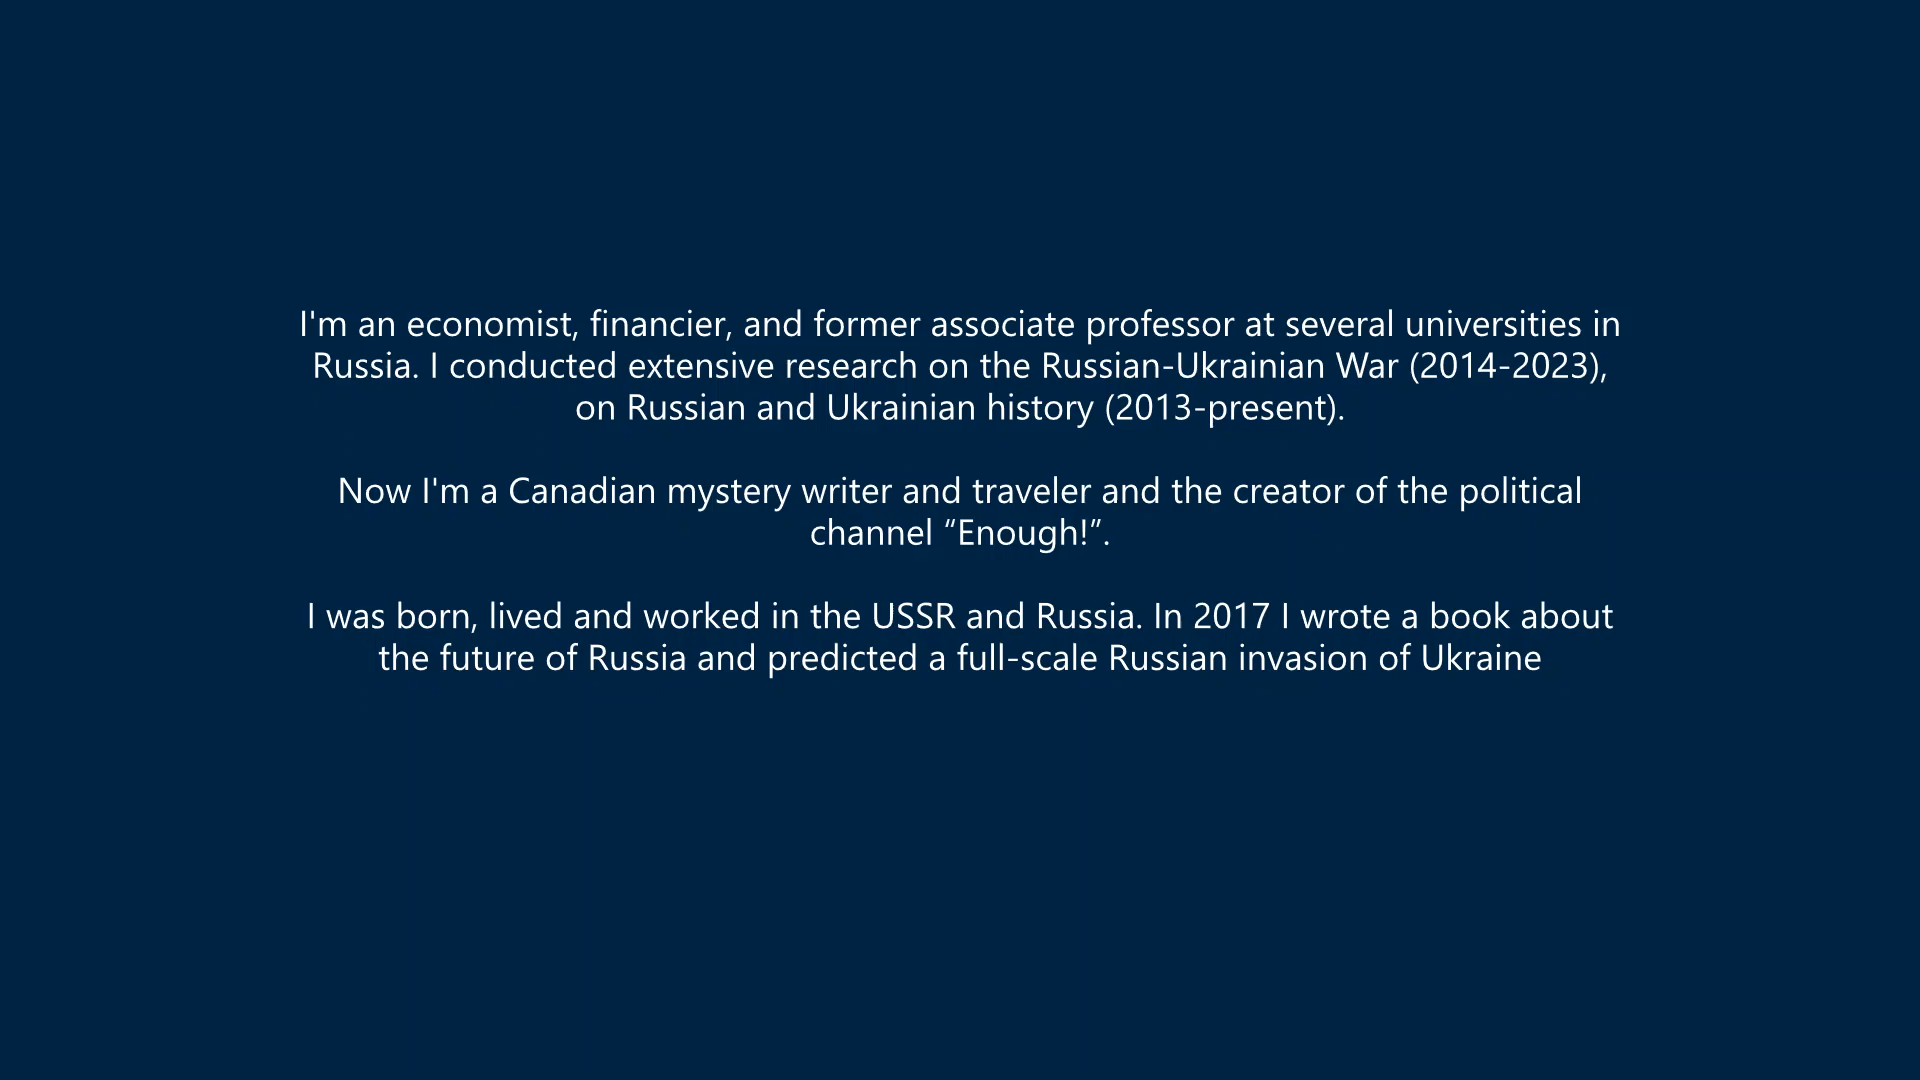 I'm an economist, financier, and former associate professor at several universities in
Russia. I conducted extensive research on the Russian-Ukrainian War (2014-2023),
on Russian and Ukrainian history (2013-present).
Now I'm a Canadian mystery writer and traveler and the creator of the political
channel “Enough!”.
I was born, lived and worked in the USSR and Russia. In 2017 I wrote a book about
the future of Russia and predicted a full-scale Russian invasion of Ukraine